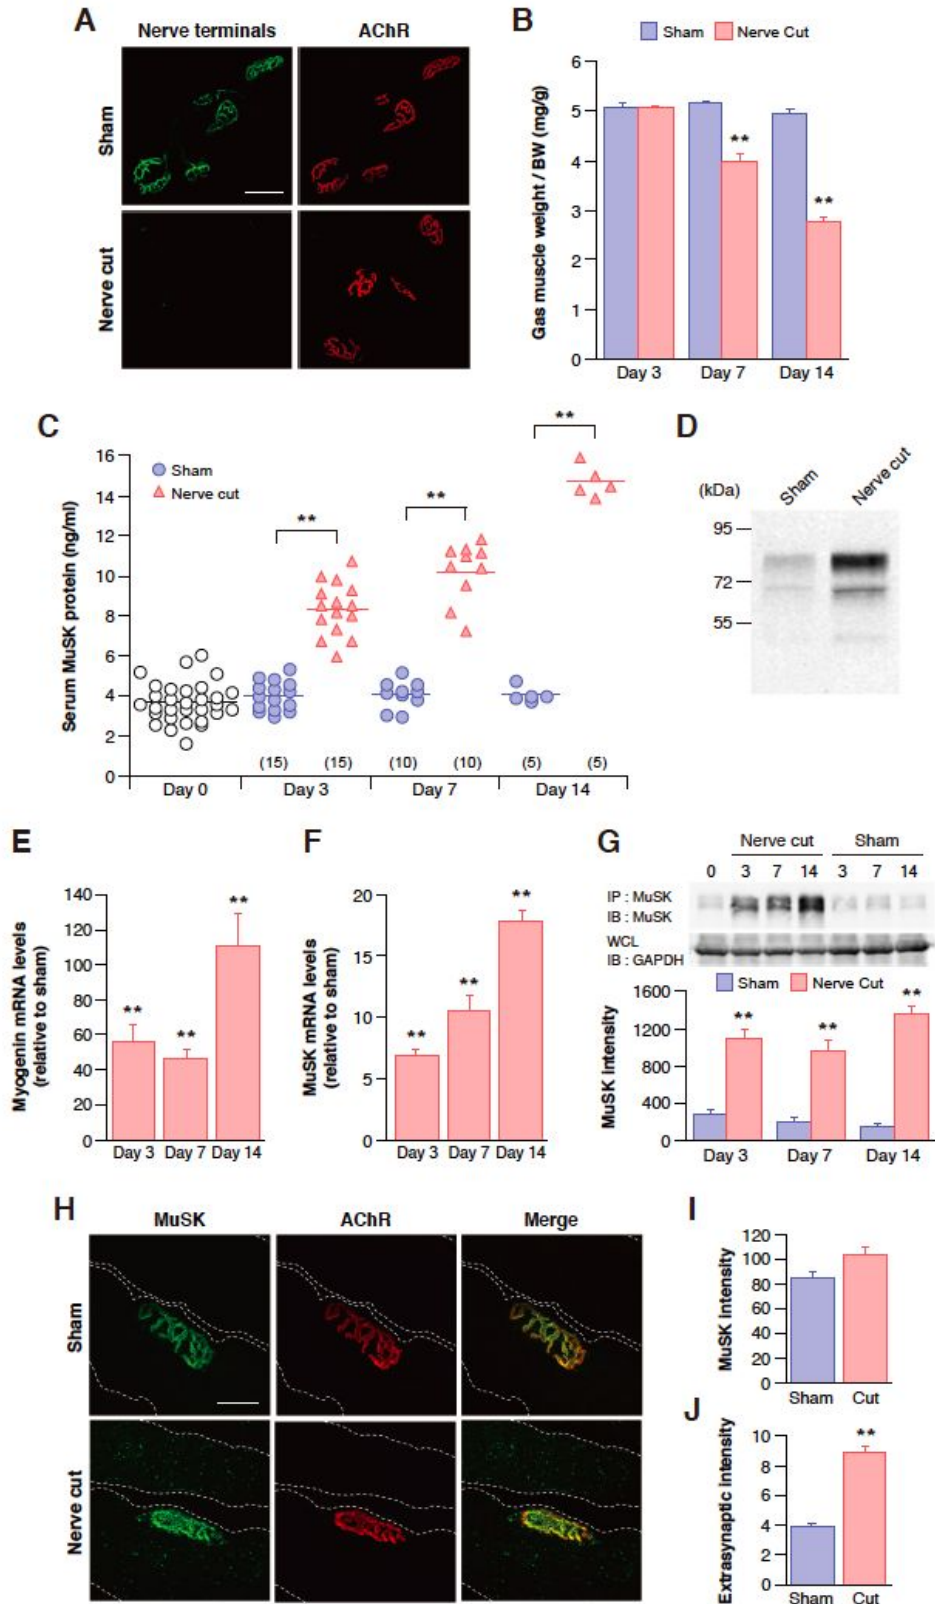 A
Nerve terminals
AChR
Sham
Nerve cut
B
Sham
Nerve Cut
Gas muscle weight / BW (mg/g)
6
5
4
3
2
1
0
**
**
Day 3
Day 7
Day 14
C
Sham
Nerve cut
Serum MuSK protein (ng/ml)
16
14
12
10
8
6
4
2
0
**
**
**
(15)
(15)
(10)
(10)
(5)
(5)
Day 0
Day 3
Day 7
Day 14
D
(kDa)
Sham
Nerve cut
95
72
55
E
Myogenin mRNA levels
(relative to sham)
140
120
100
80
60
40
20
0
**
**
**
Day 3
Day 7
Day 14
F
MuSK mRNA levels
(relative to sham)
20
15
10
5
0
**
**
**
Day 3
Day 7
Day 14
G
Nerve cut
Sham
0 3 7 14 3 7 14
IP : MuSK
IB : MuSK
WCL
IB : GAPDH
Sham
Nerve Cut
MuSK intensity
1600
1200
800
400
0
**
**
**
Day 3
Day 7
Day 14
H
MuSK
AChR
Merge
Sham
Nerve cut
I
MuSK intensity
120
100
80
60
40
20
0
Sham
Cut
J
Extrasynaptic intensity
10
8
6
4
2
0
**
Sham
Cut